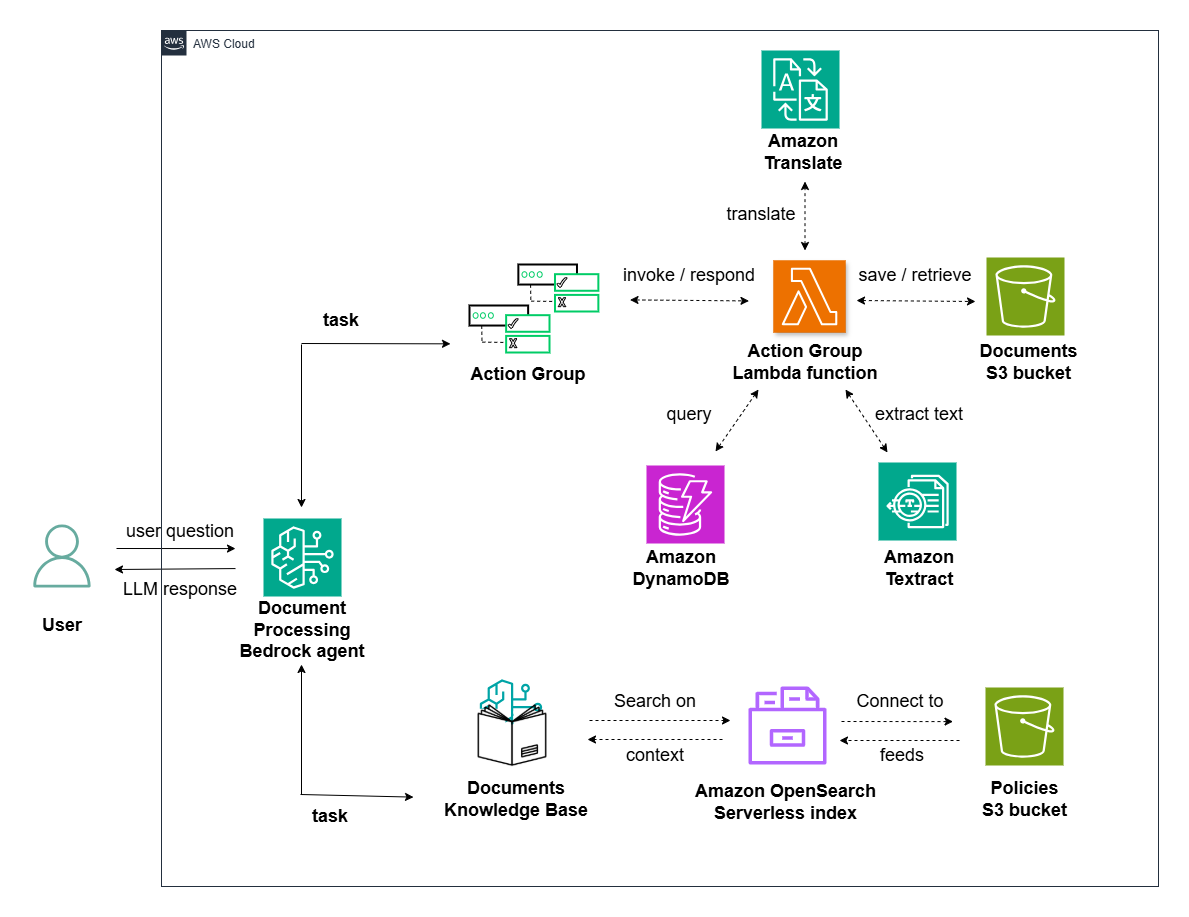 aws
AWS Cloud
Amazon
Translate
translate
invoke / respond
save / retrieve
task
Action Group
Action Group
Lambda function
Documents
S3 bucket
query
extract text
Amazon
DynamoDB
Amazon
Textract
user question
LLM response
User
Document
Processing
Bedrock agent
Search on
context
Connect to
feeds
Documents
Knowledge Base
Amazon OpenSearch
Serverless index
Policies
S3 bucket
task